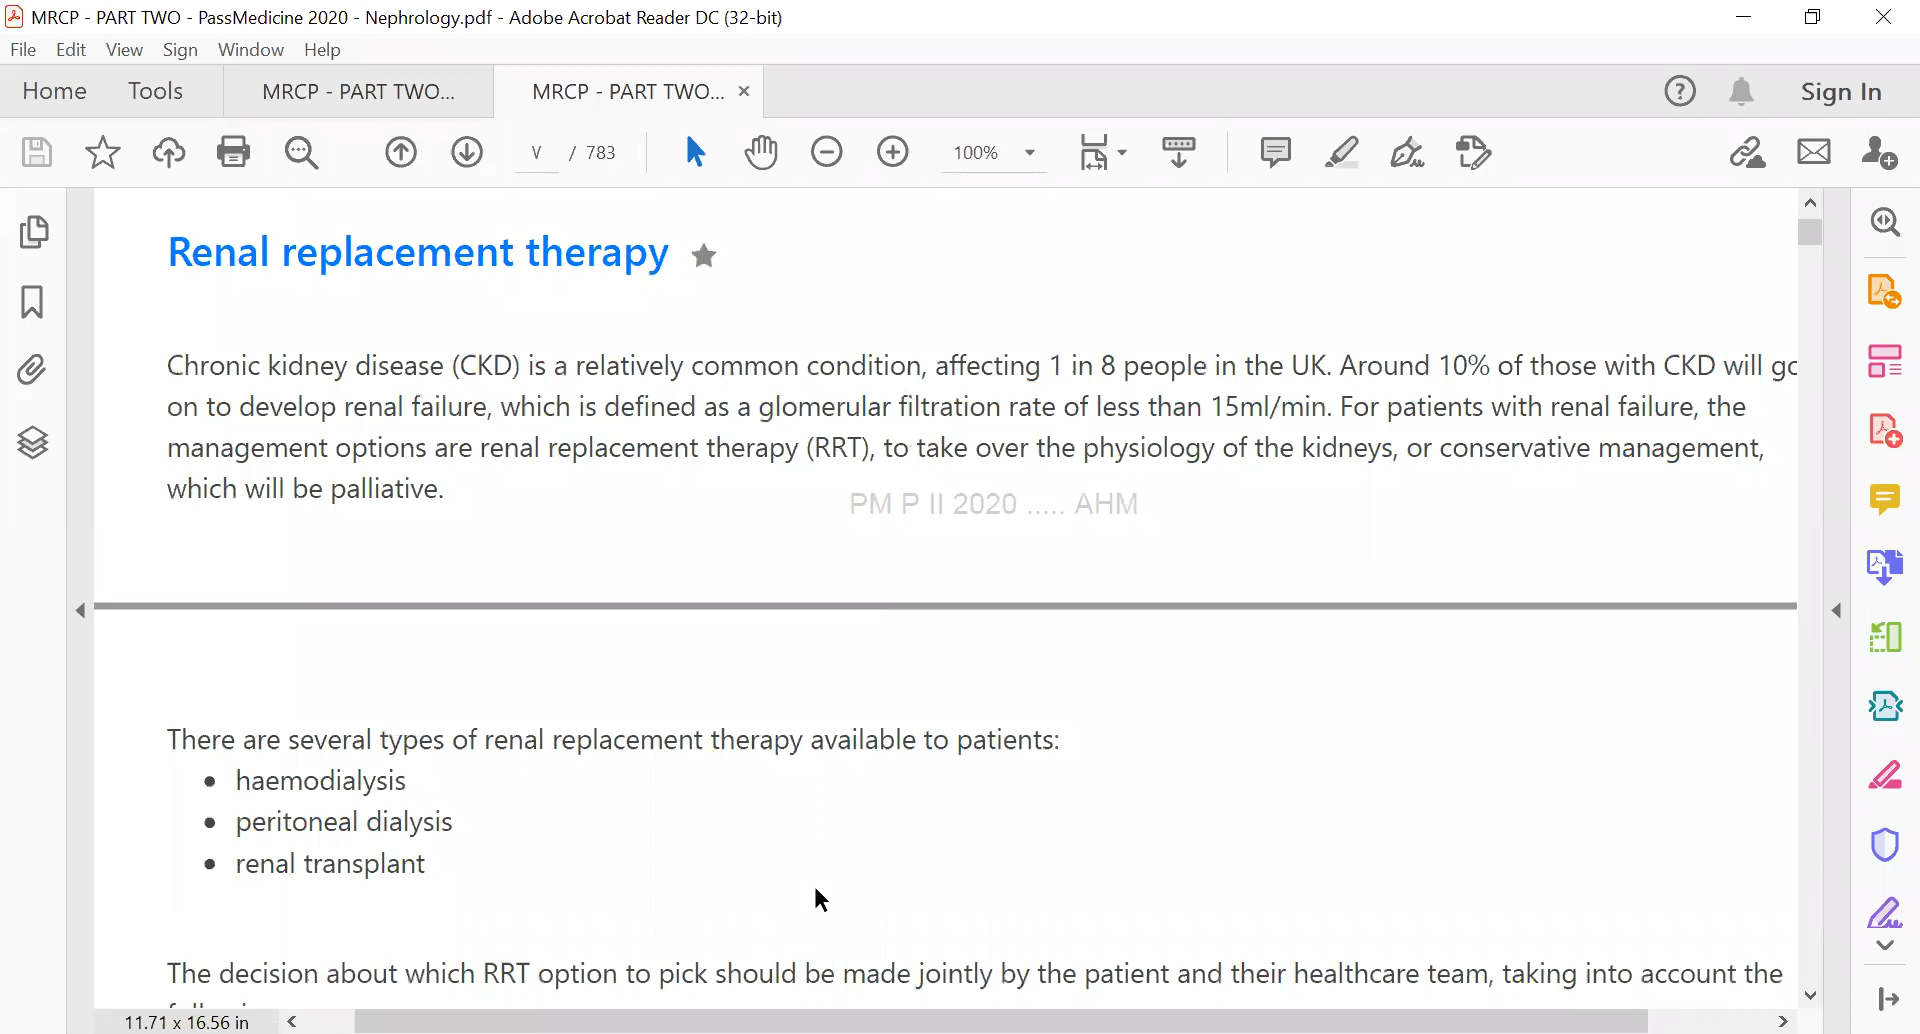 MRCP - PART TWO - PassMedicine 2020 - Nephrology.pdf - Adobe Acrobat Reader DC (32-bit)
File Edit View Sign Window Help
Home Tools MRCP - PART TWO... MRCP - PART TWO... × Sign In
V / 783 100%
Renal replacement therapy
Chronic kidney disease (CKD) is a relatively common condition, affecting 1 in 8 people in the UK. Around 10% of those with CKD will go
on to develop renal failure, which is defined as a glomerular filtration rate of less than 15ml/min. For patients with renal failure, the
management options are renal replacement therapy (RRT), to take over the physiology of the kidneys, or conservative management,
which will be palliative.
PM P II 2020 ..... AHM
There are several types of renal replacement therapy available to patients:
• haemodialysis
• peritoneal dialysis
• renal transplant
The decision about which RRT option to pick should be made jointly by the patient and their healthcare team, taking into account the
11.71 x 16.56 in